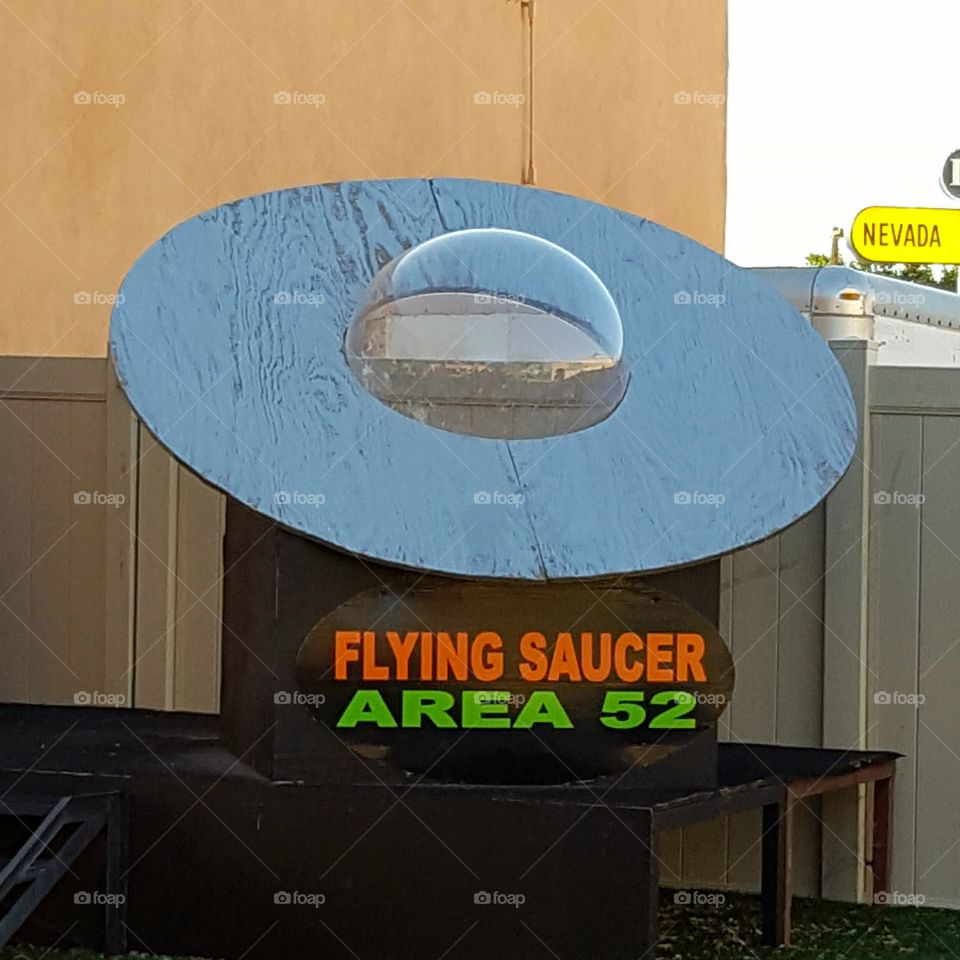 NEVADA
FLYING SAUCER
AREA 52